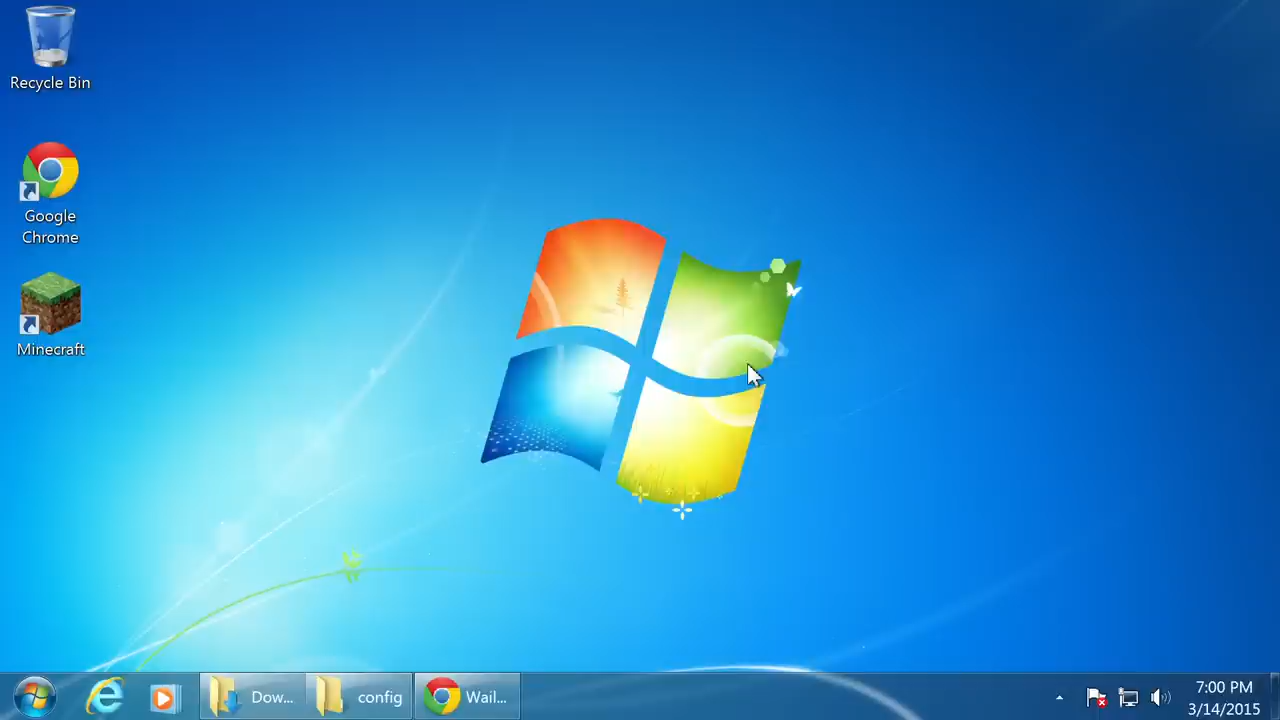 Recycle Bin
Google
Chrome
Minecraft
Dow...
config
Wail...
7:00 PM
3/14/2015